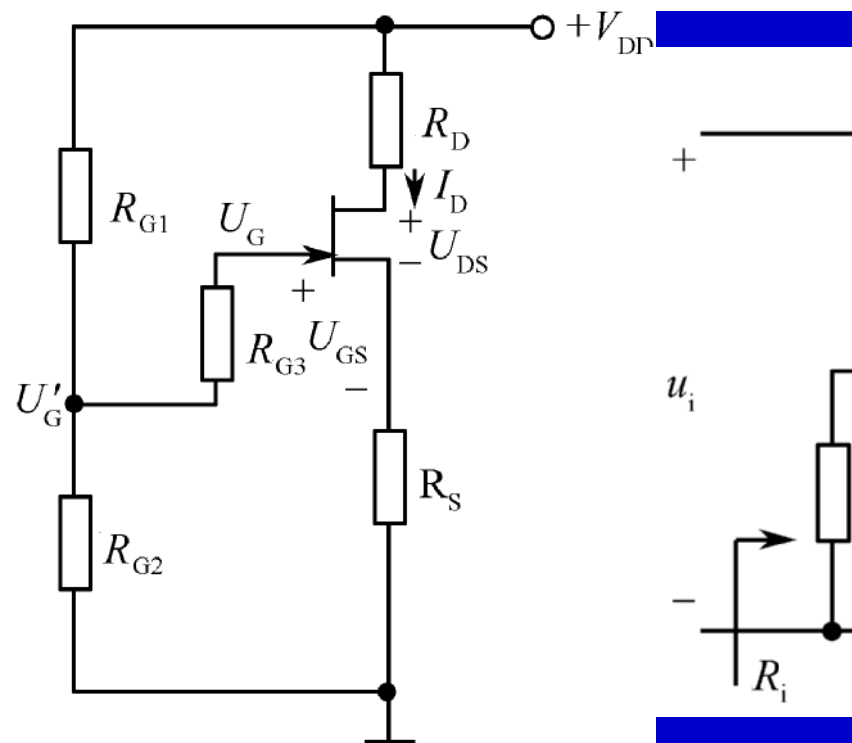 +V_DD
R_D
R_G1
I_D
U_G
+
U_DS
−
+
R_G3
U_GS
−
U′_G
R_S
R_G2
+
u_i
−
R_i